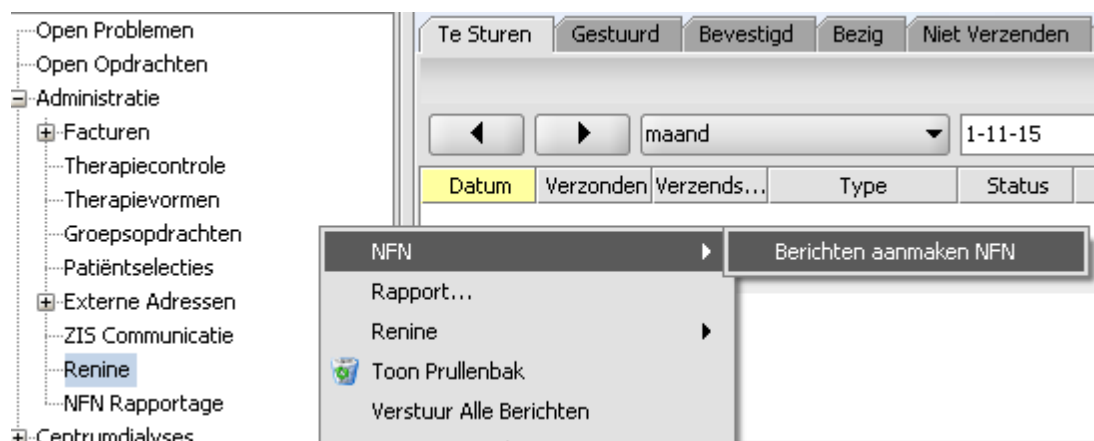 Open Problemen
Open Opdrachten
Administratie
Facturen
Therapiecontrole
Therapievormen
Groepsopdrachten
Patiëntselecties
Externe Adressen
ZIS Communicatie
Renine
NFN Rapportage
Centrumdialyses
Te Sturen Gestuurd Bevestigd Bezig Niet Verzenden
maand 1-11-15
Datum Verzonden Verzends... Type Status
NFN Berichten aanmaken NFN
Rapport...
Renine
Toon Prullenbak
Verstuur Alle Berichten